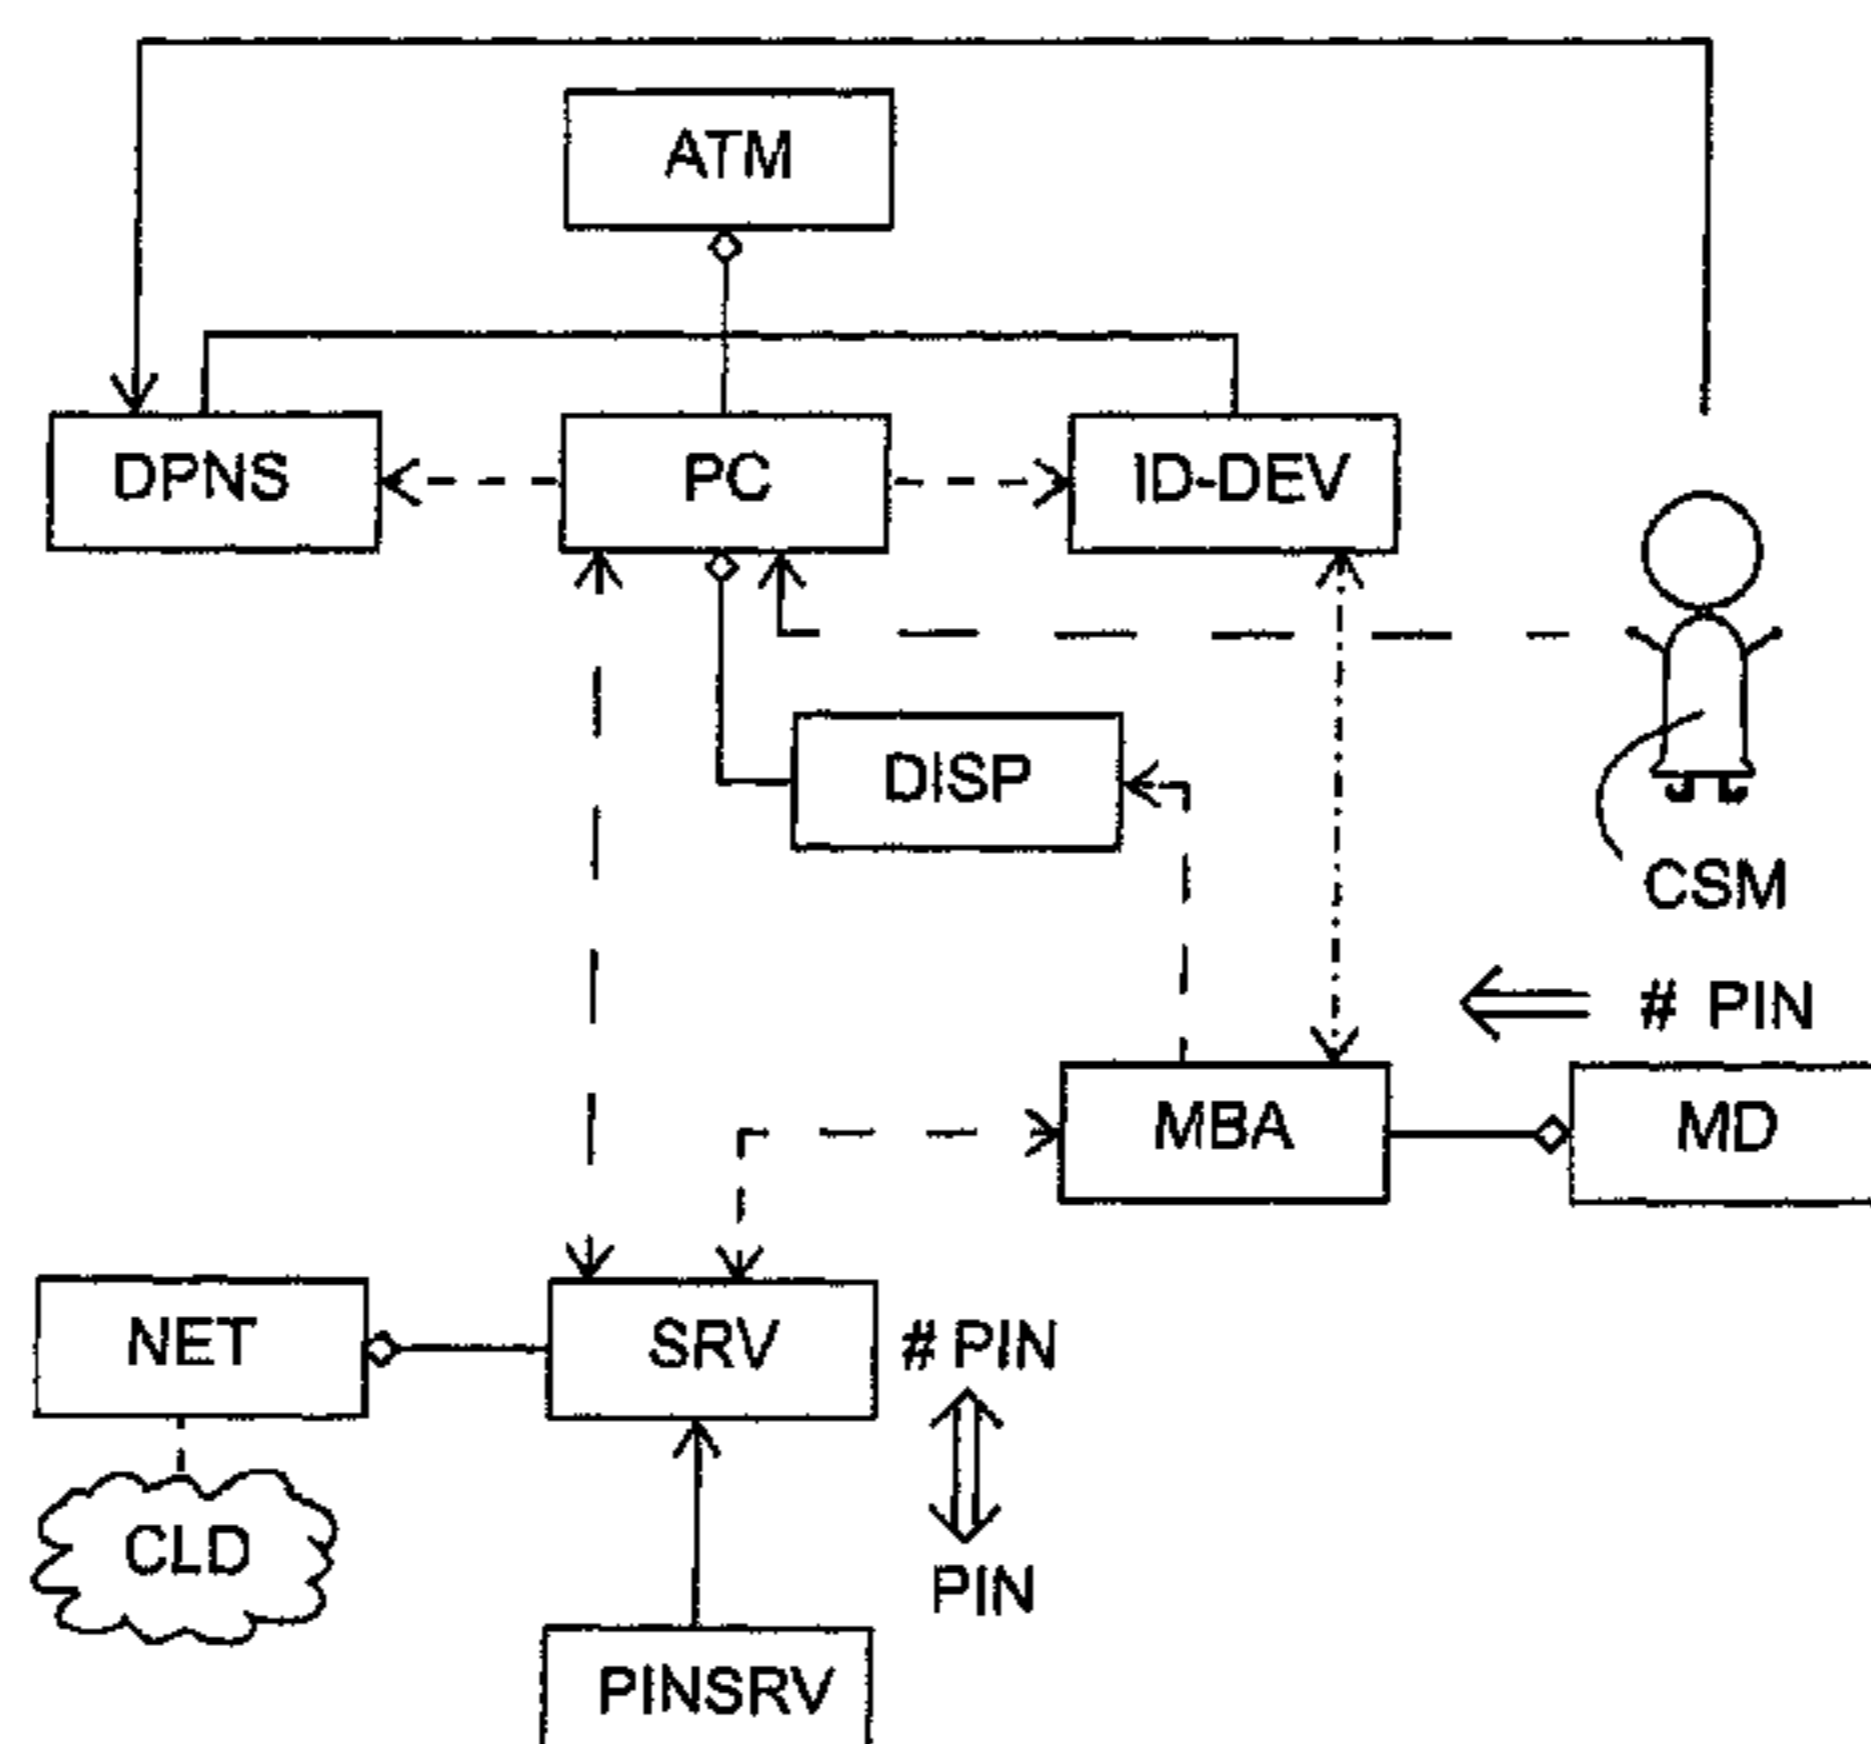 ATM
DPNS
PC
ID-DEV
DISP
CSM
# PIN
MBA
MD
NET
SRV
# PIN
CLD
PIN
PINSRV